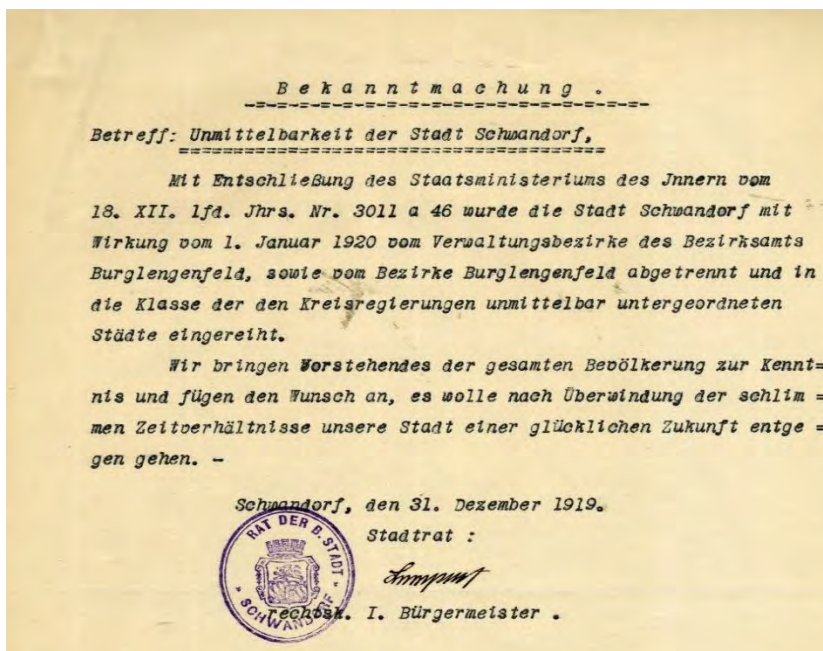 Bekanntmachung .
-=-=-=-=-=-=-=-=-=-=-=-=-=-=-
Betreff: Unmittelbarkeit der Stadt Schwandorf,
======================================
Mit Entschließung des Staatsministeriums des Jnnern vom
18. XII. lfd. Jhrs. Nr. 3011 a 46 wurde die Stadt Schwandorf mit
Wirkung vom 1. Januar 1920 vom Verwaltungsbezirke des Bezirksamts
Burglengenfeld, sowie vom Bezirke Burglengenfeld abgetrennt und in
die Klasse der den Kreisregierungen unmittelbar untergeordneten
Städte eingereiht.
Wir bringen Vorstehendes der gesamten Bevölkerung zur Kennt=
nis und fügen den Wunsch an, es wolle nach Überwindung der schlim =
men Zeitverhältnisse unsere Stadt einer glücklichen Zukunft entge =
gen gehen. -
Schwandorf, den 31. Dezember 1919.
Stadtrat :
RAT DER B. STADT
SCHWANDORF
rechtsk. I. Bürgermeister .